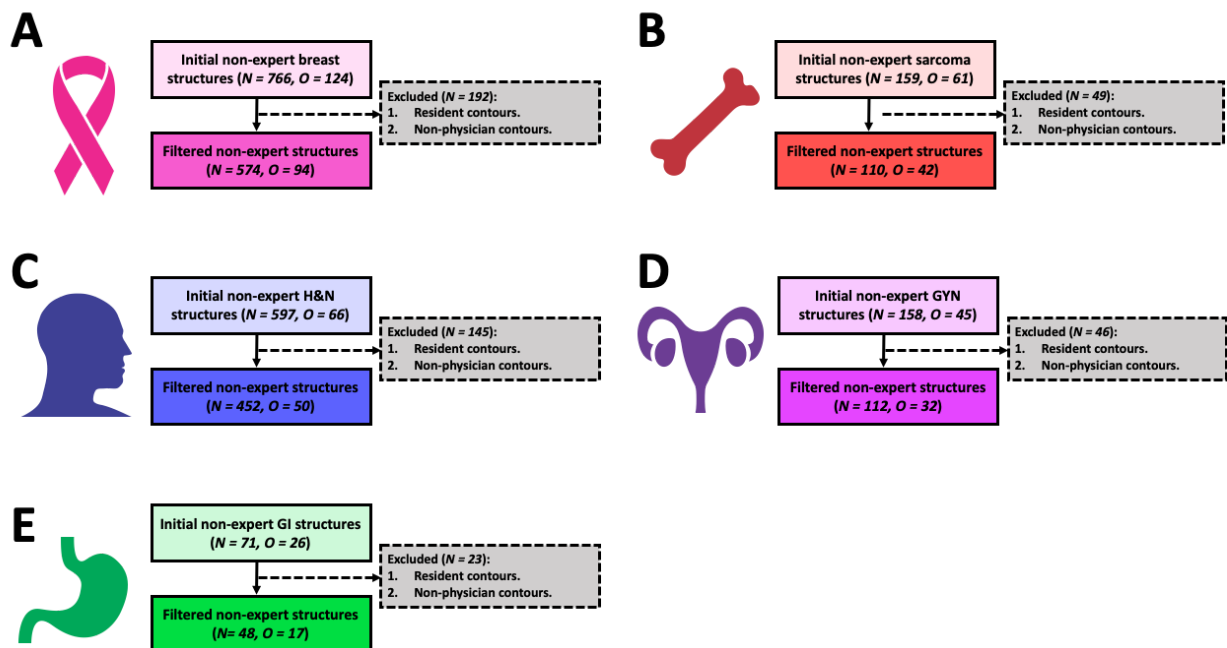 A
Initial non-expert breast
structures (N = 766, O = 124)
Excluded (N = 192):
1. Resident contours.
2. Non-physician contours.
Filtered non-expert structures
(N = 574, O = 94)
B
Initial non-expert sarcoma
structures (N = 159, O = 61)
Excluded (N = 49):
1. Resident contours.
2. Non-physician contours.
Filtered non-expert structures
(N = 110, O = 42)
C
Initial non-expert H&N
structures (N = 597, O = 66)
Excluded (N = 145):
1. Resident contours.
2. Non-physician contours.
Filtered non-expert structures
(N = 452, O = 50)
D
Initial non-expert GYN
structures (N = 158, O = 45)
Excluded (N = 46):
1. Resident contours.
2. Non-physician contours.
Filtered non-expert structures
(N = 112, O = 32)
E
Initial non-expert GI structures
(N = 71, O = 26)
Excluded (N = 23):
1. Resident contours.
2. Non-physician contours.
Filtered non-expert structures
(N= 48, O = 17)